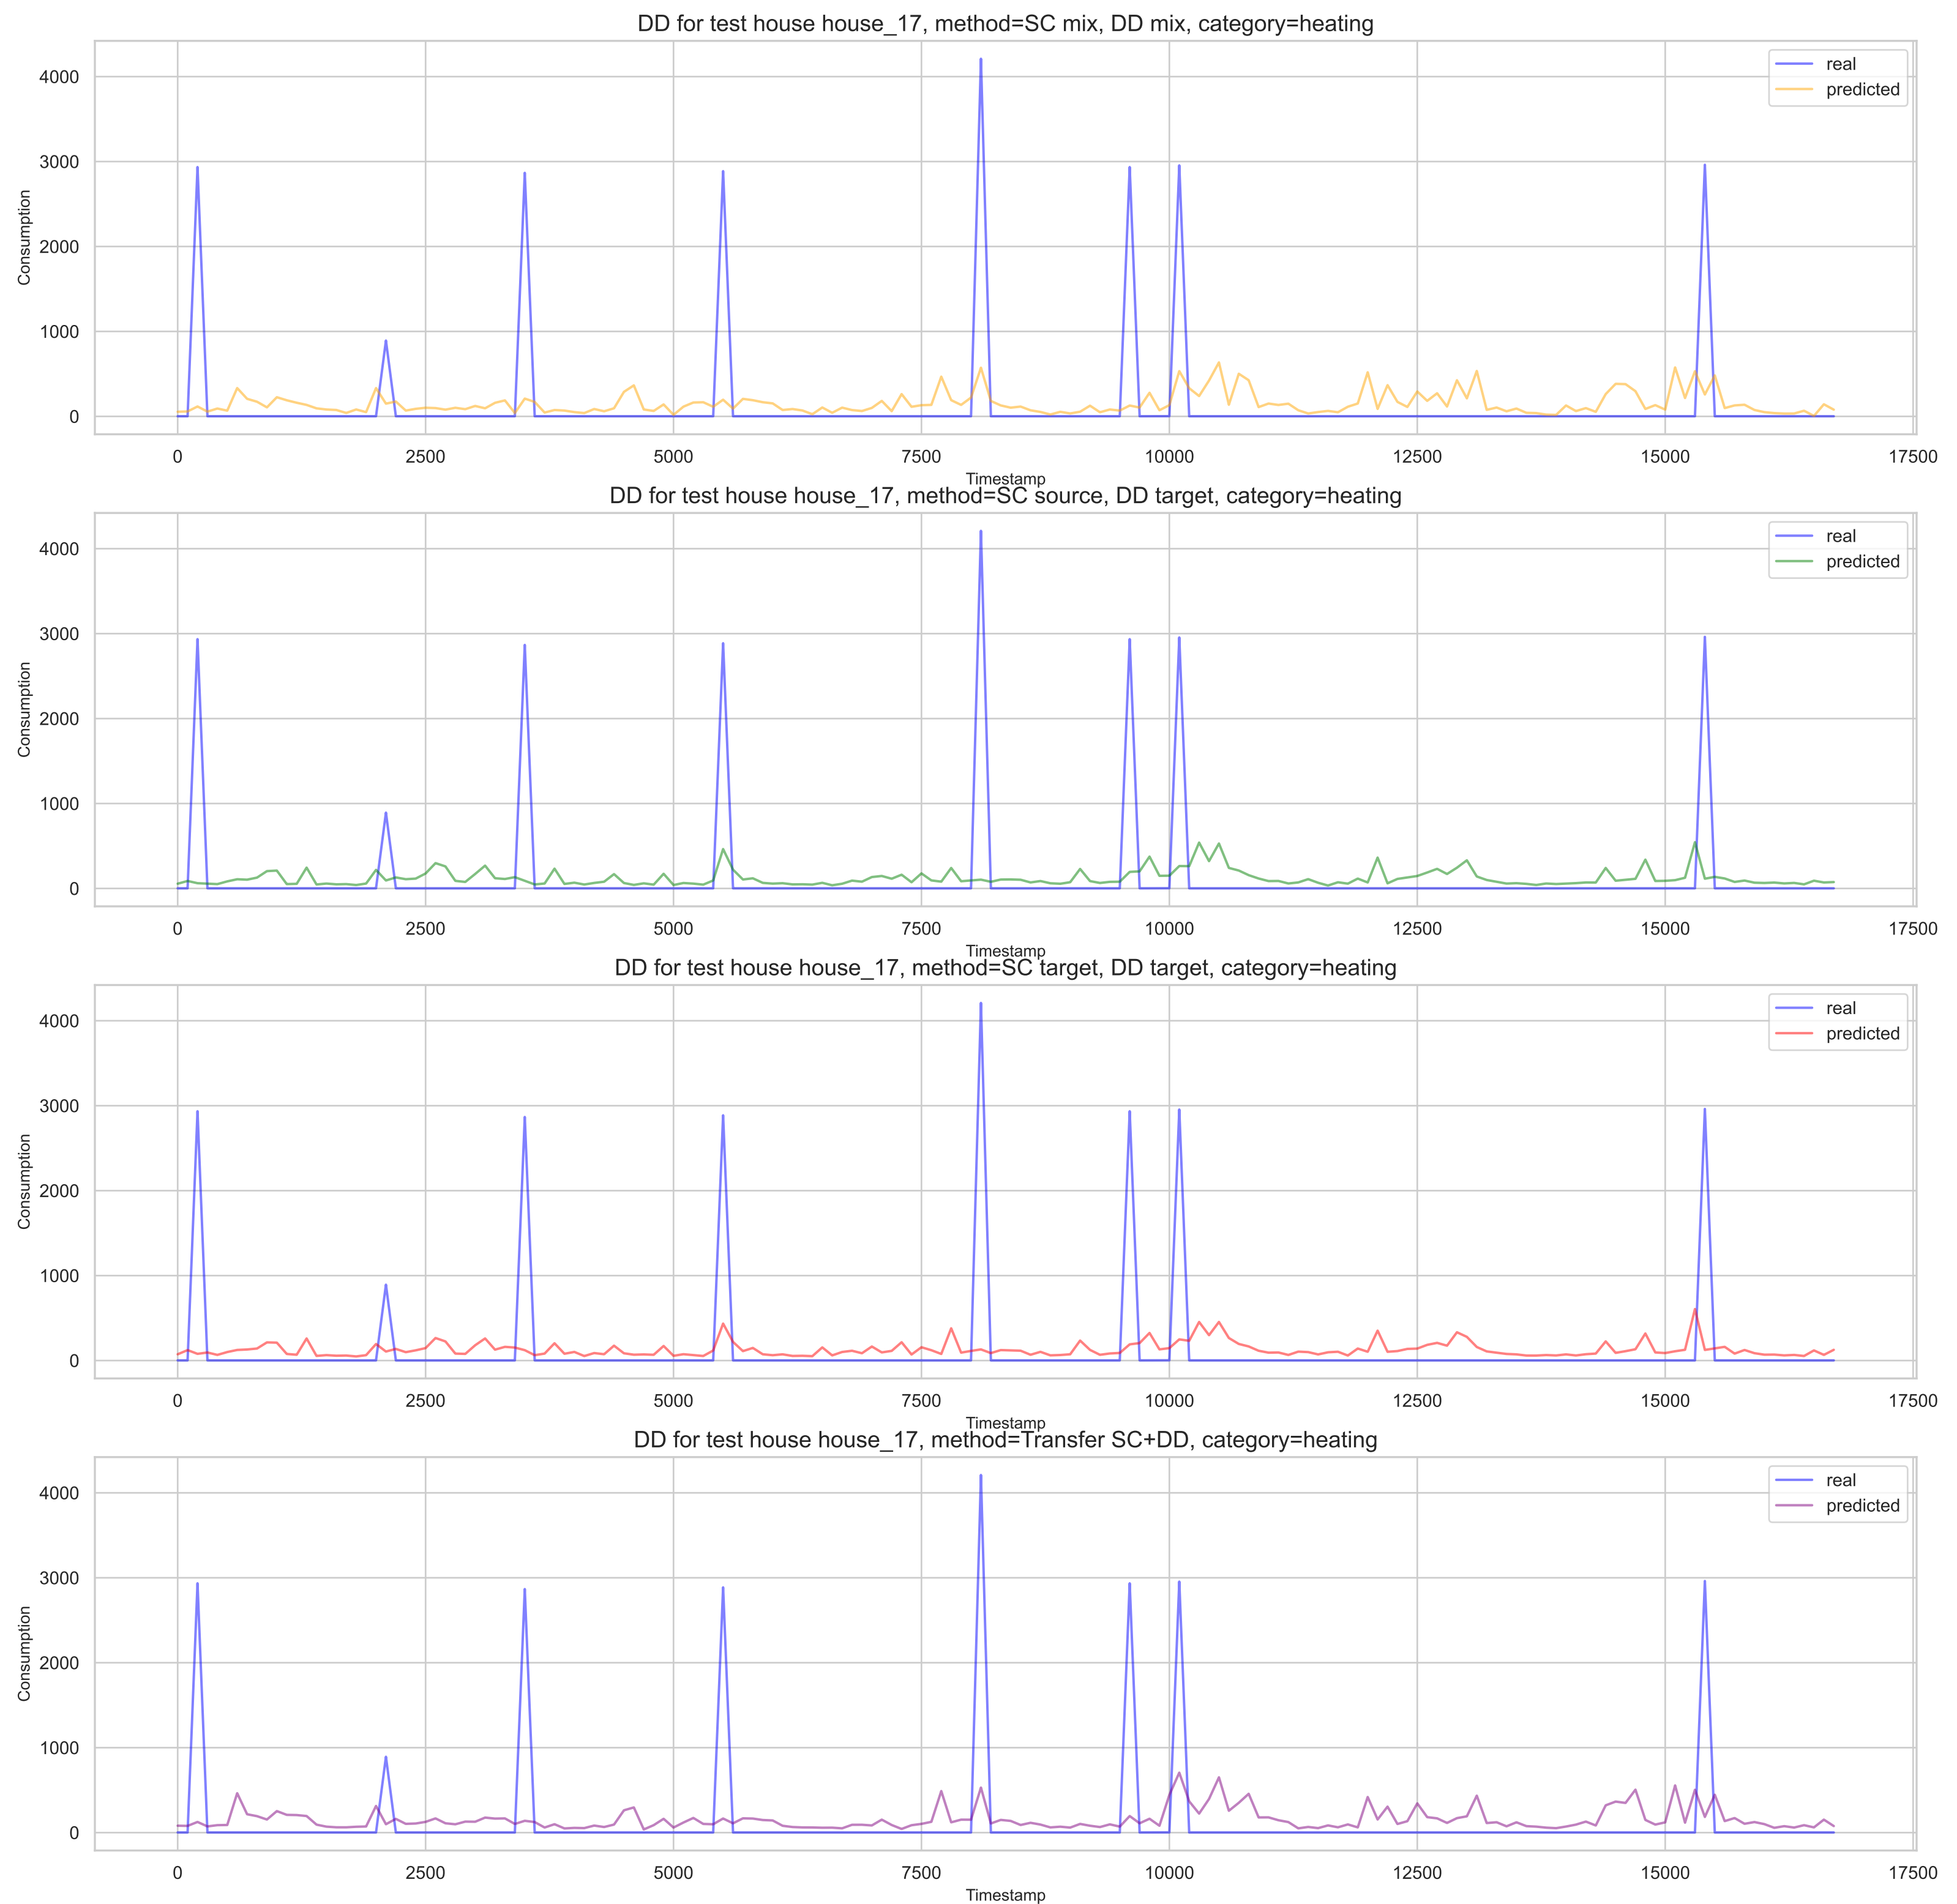 DD for test house house_17, method=SC mix, DD mix, category=heating
real
predicted
Consumption
4000
3000
2000
1000
0
0 2500 5000 7500 10000 12500 15000 17500
Timestamp
DD for test house house_17, method=SC source, DD target, category=heating
real
predicted
Consumption
4000
3000
2000
1000
0
0 2500 5000 7500 10000 12500 15000 17500
Timestamp
DD for test house house_17, method=SC target, DD target, category=heating
real
predicted
Consumption
4000
3000
2000
1000
0
0 2500 5000 7500 10000 12500 15000 17500
Timestamp
DD for test house house_17, method=Transfer SC+DD, category=heating
real
predicted
Consumption
4000
3000
2000
1000
0
0 2500 5000 7500 10000 12500 15000 17500
Timestamp